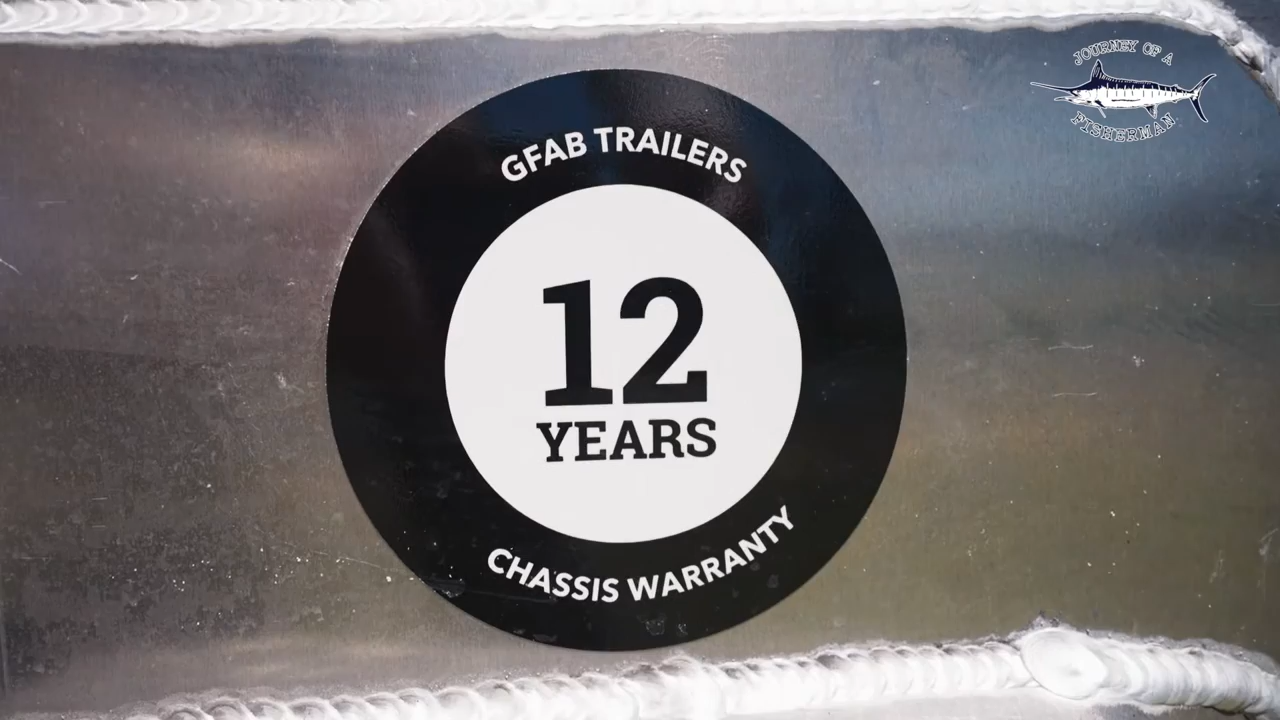 JOURNEY OF A
FISHERMAN
GFAB TRAILERS
12
YEARS
CHASSIS WARRANTY